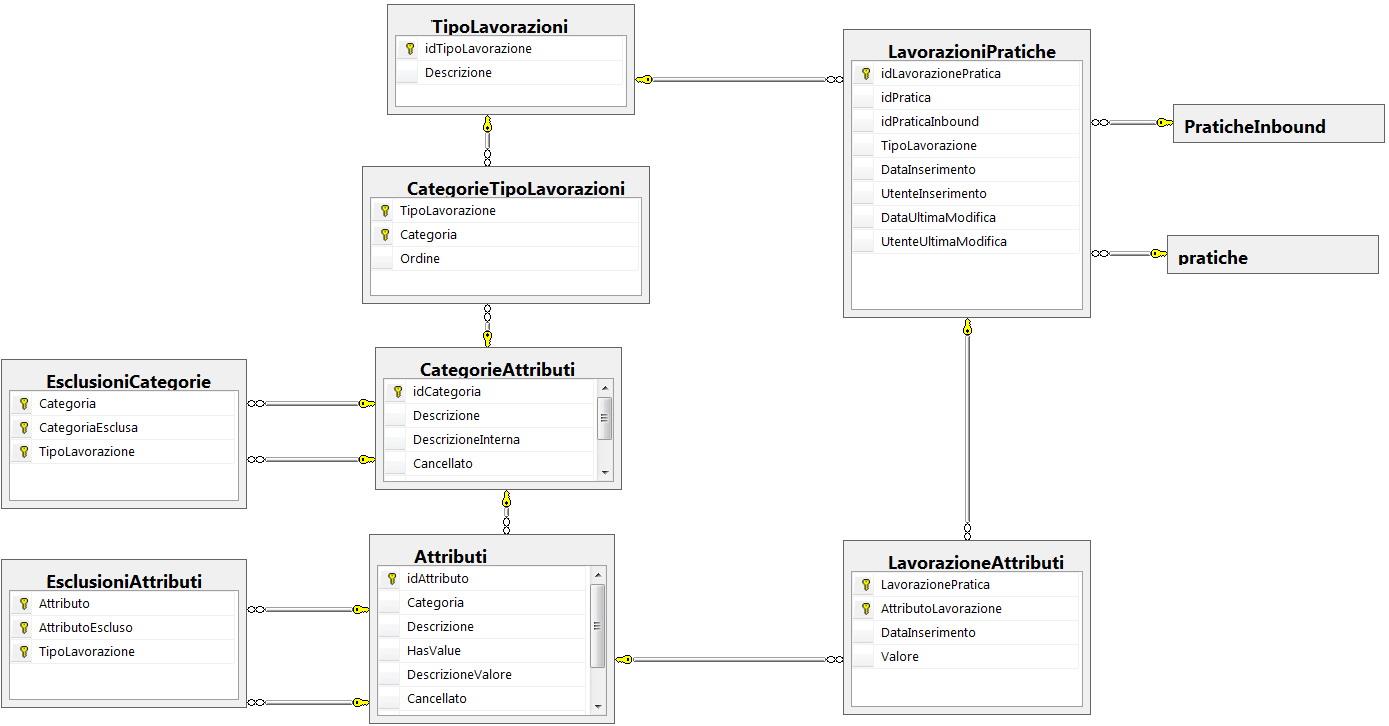 TipoLavorazioni
idTipoLavorazione
Descrizione
LavorazioniPratiche
idLavorazionePratica
idPratica
idPraticaInbound
TipoLavorazione
DataInserimento
UtenteInserimento
DataUltimaModifica
UtenteUltimaModifica
PraticheInbound
pratiche
CategorieTipoLavorazioni
TipoLavorazione
Categoria
Ordine
EsclusioniCategorie
Categoria
CategoriaEsclusa
TipoLavorazione
CategorieAttributi
idCategoria
Descrizione
DescrizioneInterna
Cancellato
EsclusioniAttributi
Attributo
AttributoEscluso
TipoLavorazione
Attributi
idAttributo
Categoria
Descrizione
HasValue
DescrizioneValore
Cancellato
LavorazioneAttributi
LavorazionePratica
AttributoLavorazione
DataInserimento
Valore